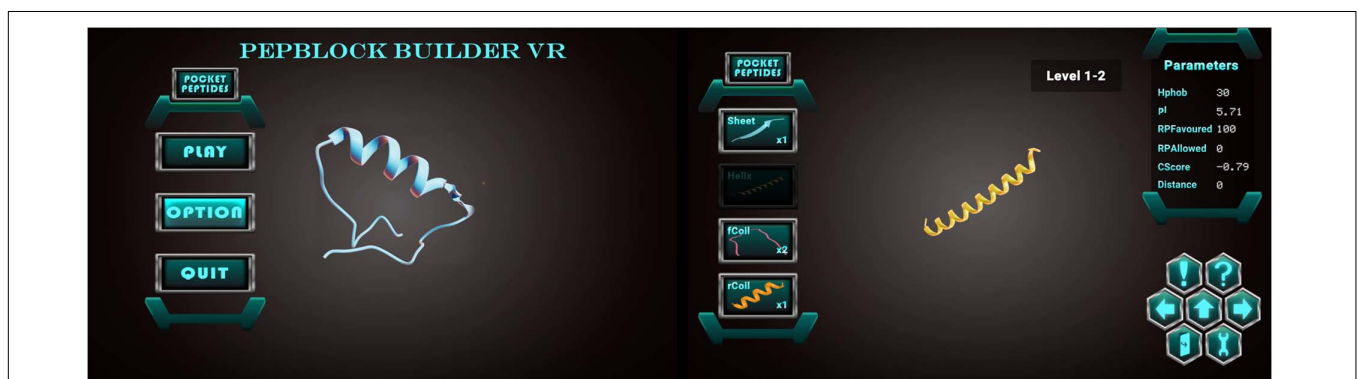 PEPBLOCK BUILDER VR
POCKET
PEPTIDES
PLAY
OPTION
QUIT
POCKET
PEPTIDES
Sheet
x1
Helix
fCoil
x2
rCoil
x1
Level 1-2
Parameters
Hphob 30
pI 5.71
RPFavoured 100
RPAllowed 0
CScore -0.79
Distance 0
! ?